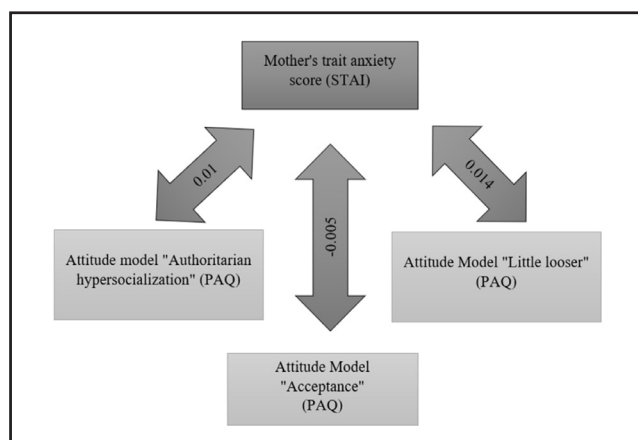 Mother's trait anxiety
score (STAI)
0.01
-0.005
0.014
Attitude model "Authoritarian
hypersocialization" (PAQ)
Attitude Model "Little looser"
(PAQ)
Attitude Model
"Acceptance"
(PAQ)